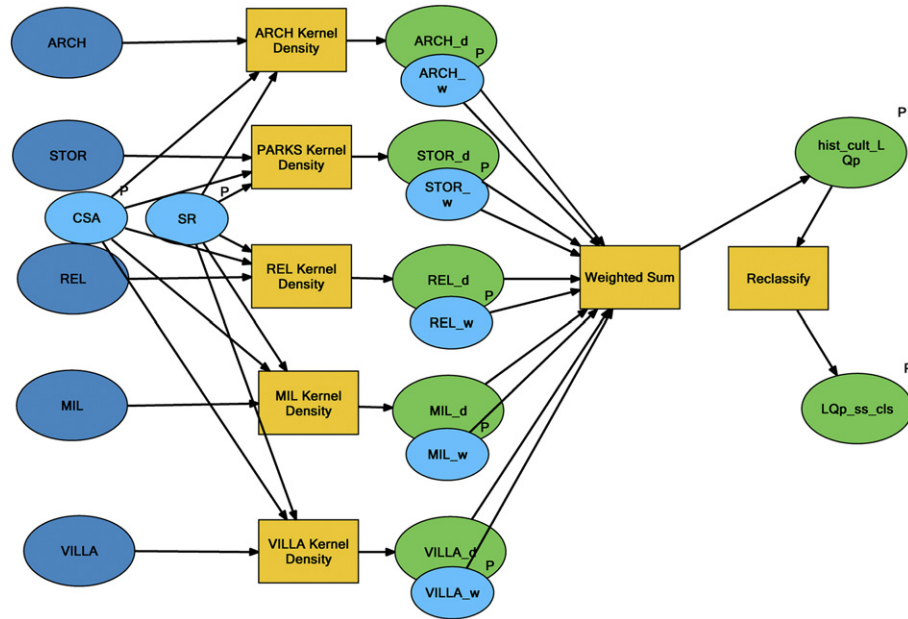 ARCH
ARCH Kernel
Density
ARCH_d
P
ARCH_
w
STOR
PARKS Kernel
Density
STOR_d
P
STOR_
w
P
CSA
P
SR
REL
REL Kernel
Density
REL_d
P
REL_w
MIL
MIL Kernel
Density
MIL_d
P
MIL_w
VILLA
VILLA Kernel
Density
VILLA_d
P
VILLA_w
Weighted Sum
P
hist_cult_L
Qp
Reclassify
P
LQp_ss_cls